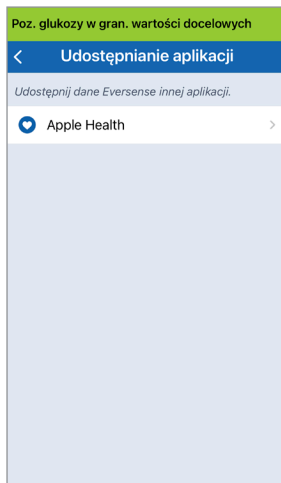 Poz. glukozy w gran. wartości docelowych
Udostępnianie aplikacji
Udostępnij dane Eversense innej aplikacji.
Apple Health